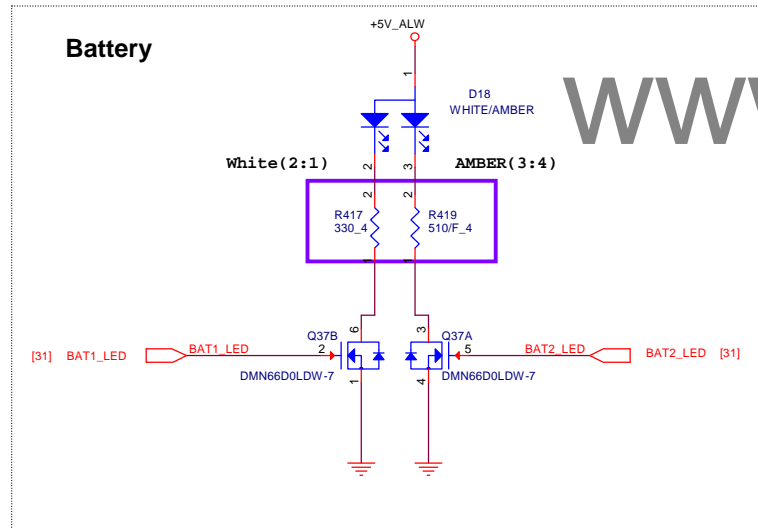 +5V_ALW
Battery
1
D18
WHITE/AMBER
WWW
White(2:1)
2
3
AMBER(3:4)
2
2
R417
330_4
R419
510/F_4
1
1
Q37B
6
3
Q37A
[31] BAT1_LED
BAT1_LED
2
5
BAT2_LED
BAT2_LED [31]
DMN66D0LDW-7
1
4
DMN66D0LDW-7